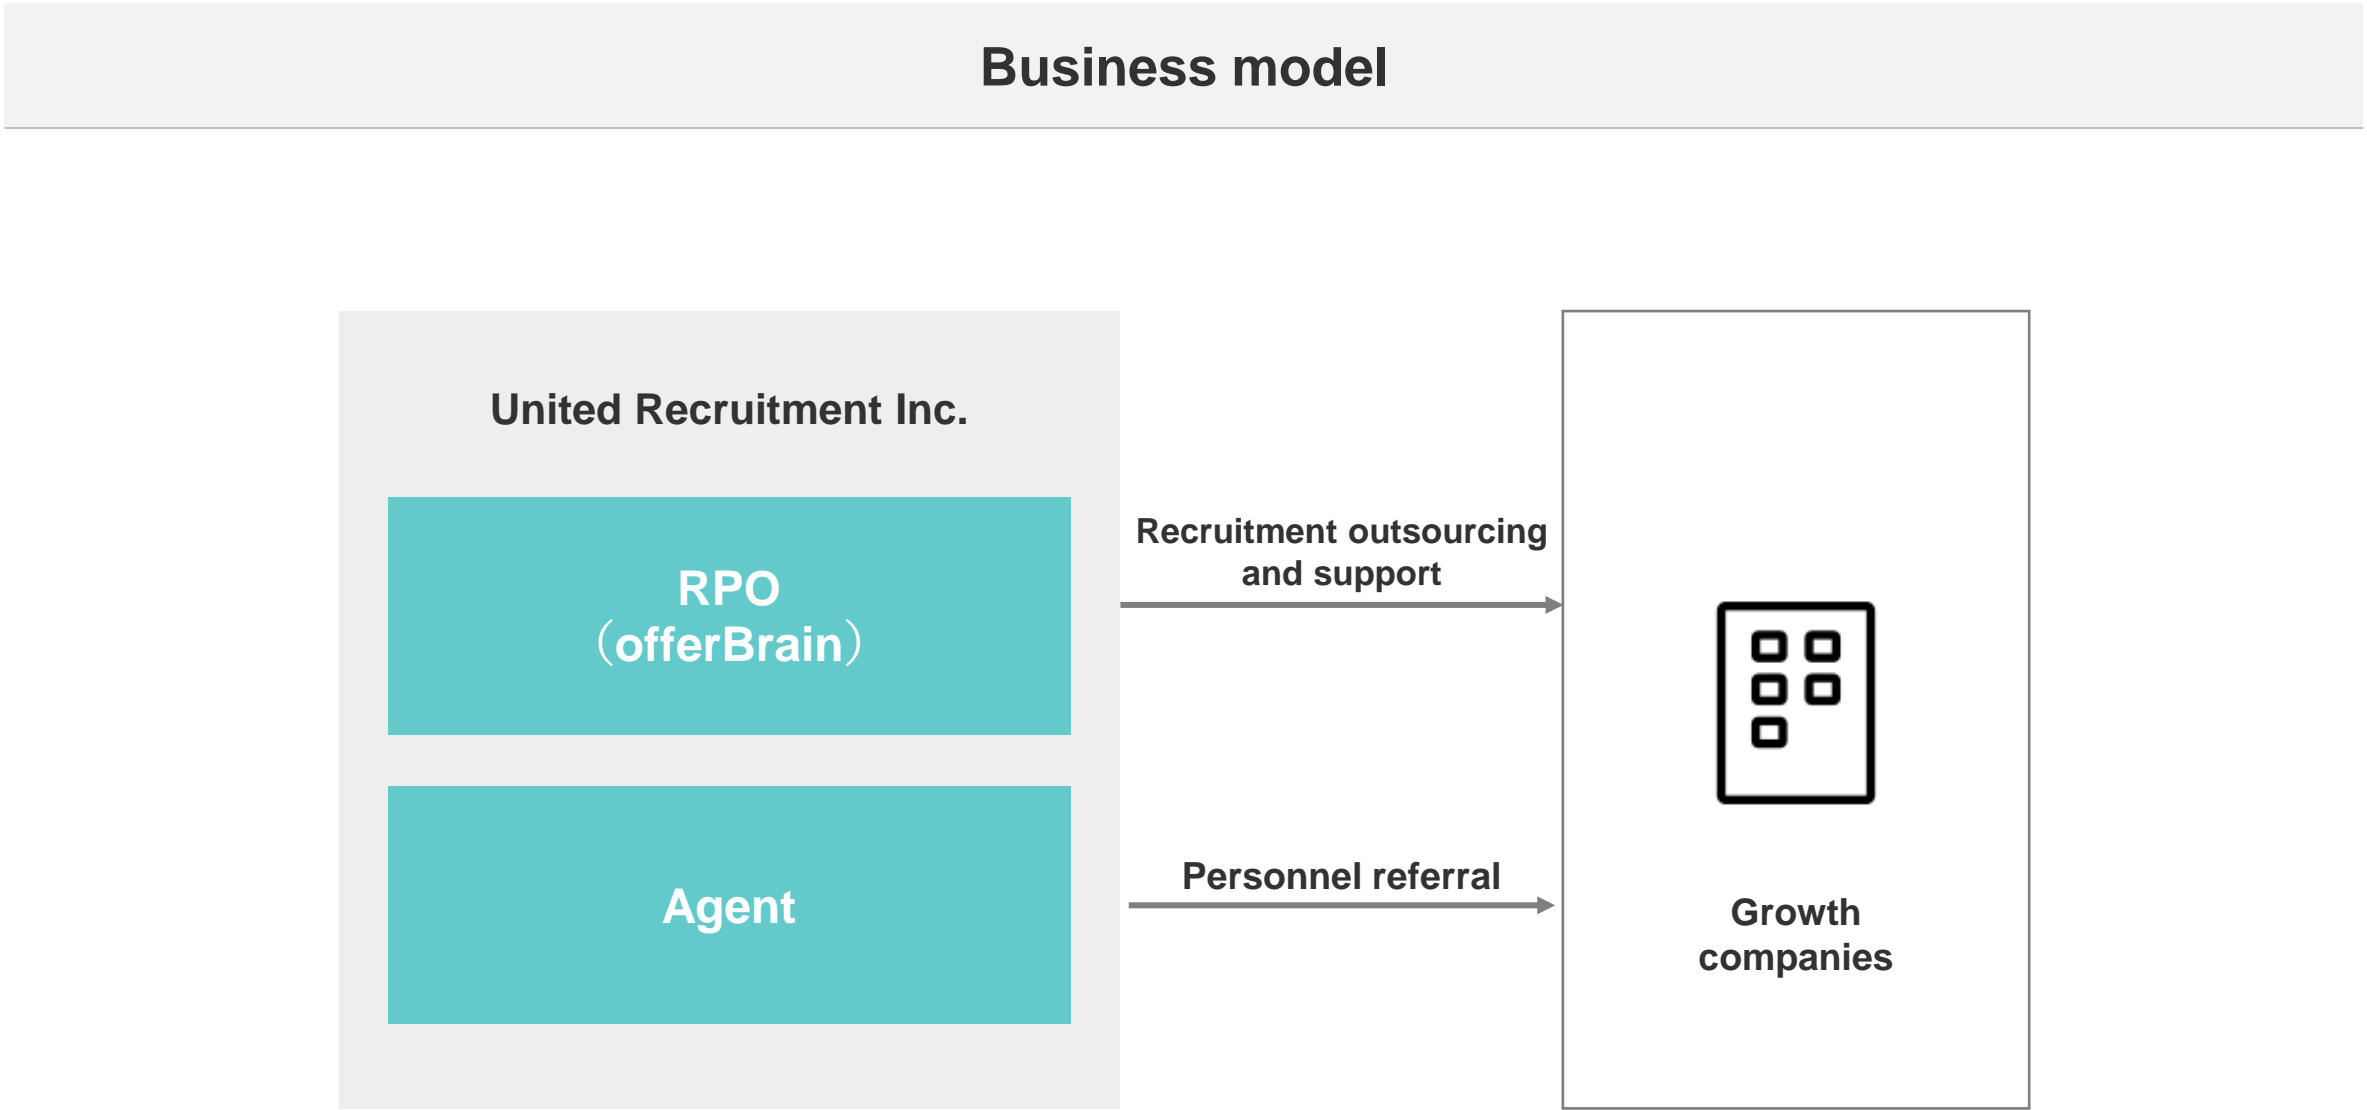 Business model
United Recruitment Inc.
RPO
（offerBrain）
Agent
Recruitment outsourcing
and support
Personnel referral
Growth
companies